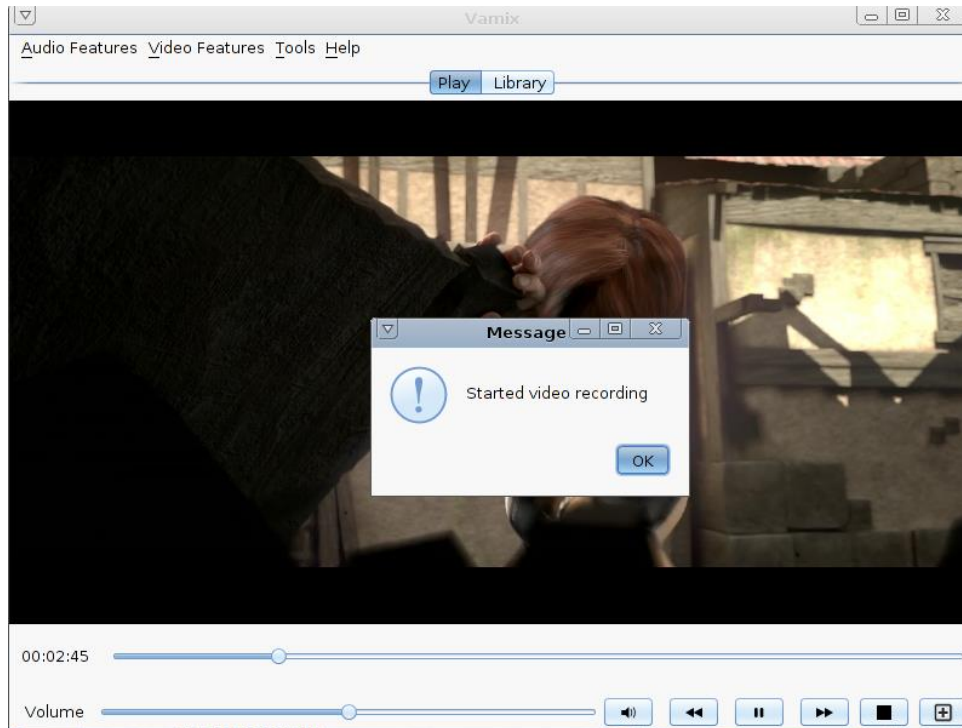 Vamix
Audio Features Video Features Tools Help
Play Library
Message
Started video recording
OK
00:02:45
Volume